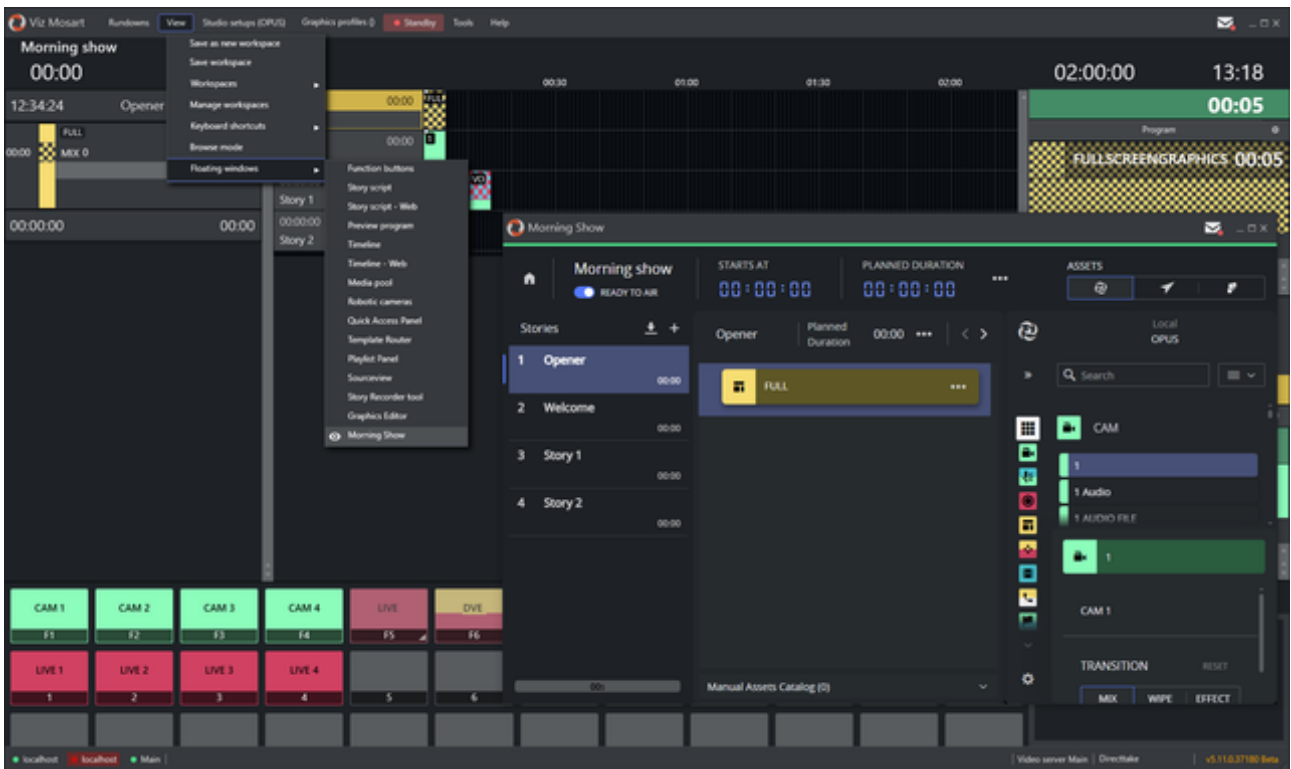 Viz Mosart Rundowns View Studio setups (OPUS) Graphics profiles () Standby Tools Help
Morning show
00:00
Save as new workspace
Save workspace
Workspaces
Manage workspaces
Keyboard shortcuts
Browse mode
Floating windows
Function buttons
Story script
Story script - Web
Preview program
Timeline
Timeline - Web
Media pool
Robotic cameras
Quick Access Panel
Template Router
Playlist Panel
Sourceview
Story Recorder tool
Graphics Editor
Morning Show
00:30 01:00 01:30 02:00
02:00:00 13:18
00:05
Program
FULLSCREENGRAPHICS 00:05
12:34:24 Opener
FULL
00:00 MIX 0
00:00:00 00:00
00:00 FULL
00:00 1
VO
Story 1
00:00:00
Story 2
Morning Show
Morning show
READY TO AIR
STARTS AT
00:00:00
PLANNED DURATION
00:00:00
ASSETS
Stories
1 Opener
00:00
2 Welcome
00:00
3 Story 1
00:00
4 Story 2
00:00
00s
Opener Planned Duration 00:00
FULL
Manual Assets Catalog (0)
Local
OPUS
Search
CAM
1
1 Audio
1 AUDIO FILE
1
CAM 1
TRANSITION RESET
MIX WIPE EFFECT
CAM 1 CAM 2 CAM 3 CAM 4 LIVE DVE
F1 F2 F3 F4 F5 F6
LIVE 1 LIVE 2 LIVE 3 LIVE 4
1 2 3 4 5 6
localhost localhost Main
Video server Main Directtake v5.11.0.37180 Beta